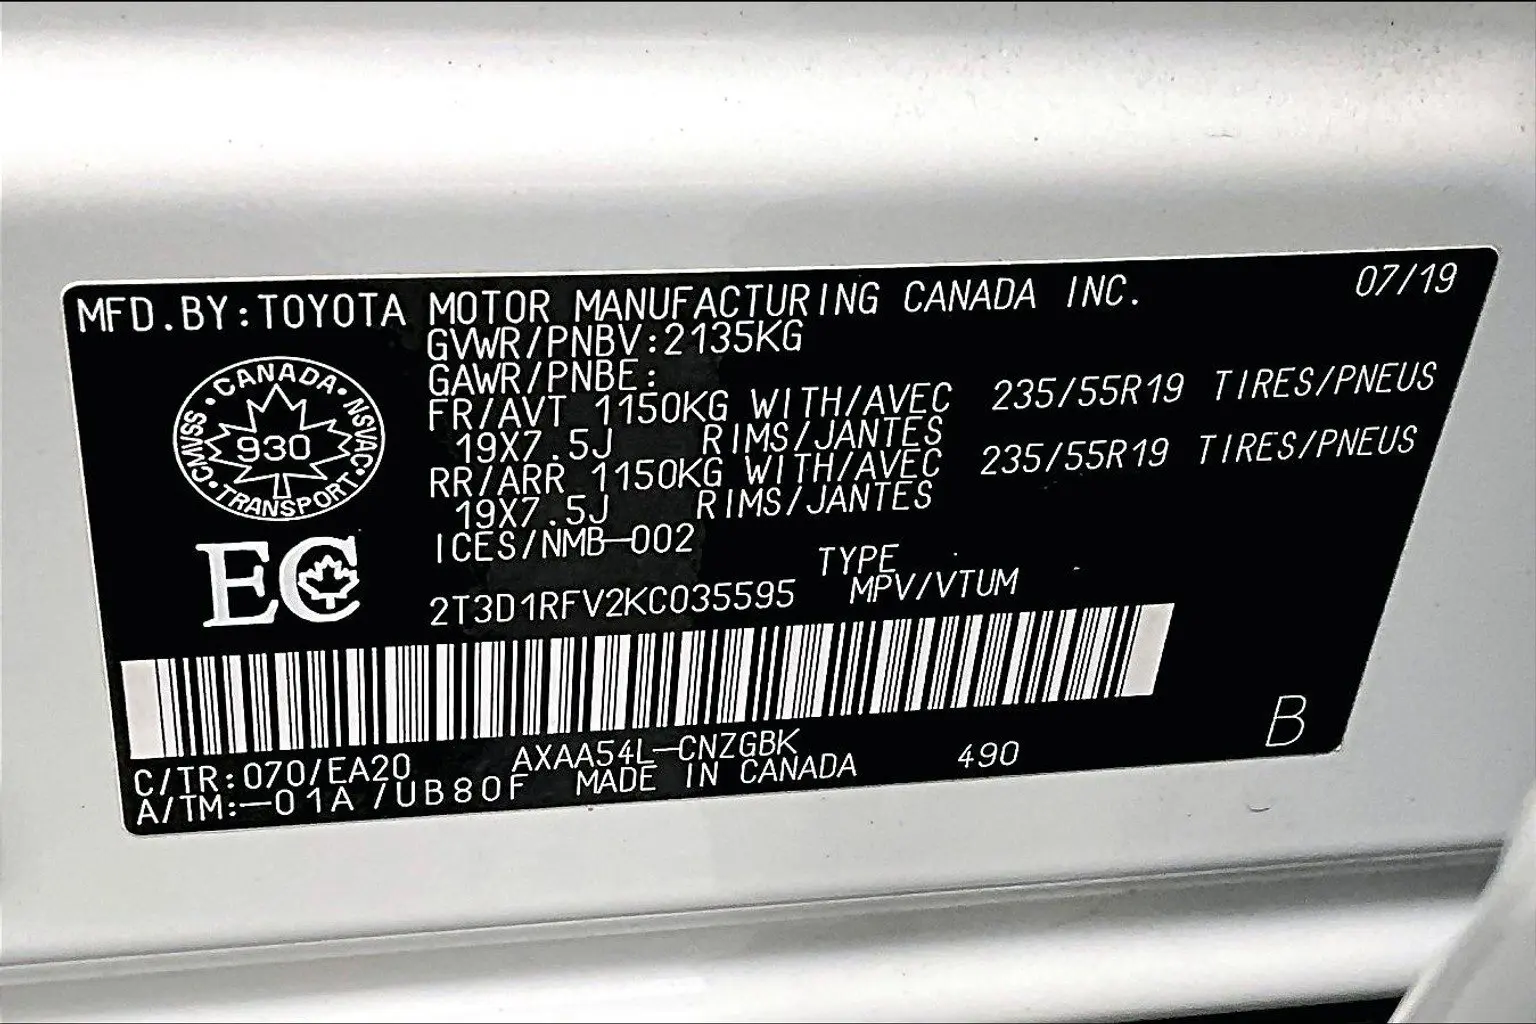 MFD.BY:TOYOTA MOTOR MANUFACTURING CANADA INC. 07/19
GVWR/PNBV:2135KG
GAWR/PNBE:
FR/AVT 1150KG WITH/AVEC 235/55R19 TIRES/PNEUS
19X7.5J RIMS/JANTES
RR/ARR 1150KG WITH/AVEC 235/55R19 TIRES/PNEUS
19X7.5J RIMS/JANTES
ICES/NMB-002
CANADA
930
TRANSPORT
CMVSS
NSVAC
EC
TYPE
2T3D1RFV2KC035595 MPV/VTUM
C/TR:070/EA20 AXAA54L-CNZGBK 490 B
A/TM:-01A /UB80F MADE IN CANADA